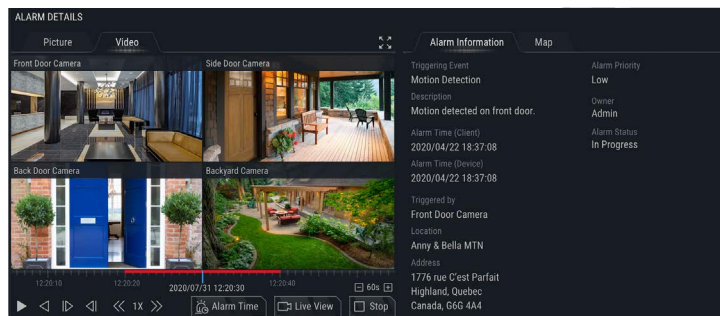 ALARM DETAILS
Picture
Video
Front Door Camera
Side Door Camera
Back Door Camera
Backyard Camera
12:20:10
12:20:20
2020/07/31 12:20:30
12:20:40
60s
1X
Alarm Time
Live View
Stop
Alarm Information
Map
Triggering Event
Motion Detection
Description
Motion detected on front door.
Alarm Time (Client)
2020/04/22 18:37:08
Alarm Time (Device)
2020/04/22 18:37:08
Triggered by
Front Door Camera
Location
Anny & Bella MTN
Address
1776 rue C'est Parfait
Highland, Quebec
Canada, G6G 4A4
Alarm Priority
Low
Owner
Admin
Alarm Status
In Progress